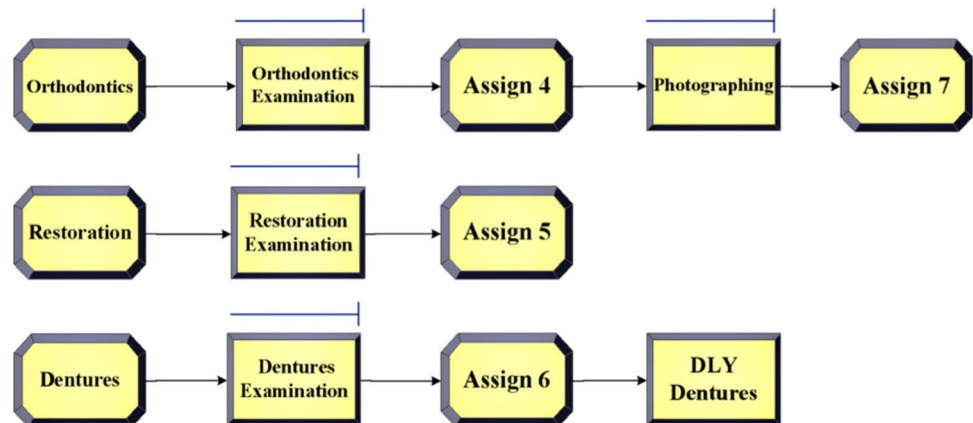 Orthodontics
Orthodontics
Examination
Assign 4
Photographing
Assign 7
Restoration
Restoration
Examination
Assign 5
Dentures
Dentures
Examination
Assign 6
DLY
Dentures